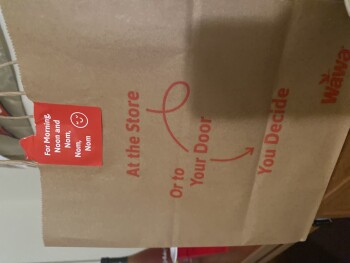 For Morning,
Noon and
Nom,
Nom,
Nom
At the Store
Or to
Your Door
You Decide
Wawa